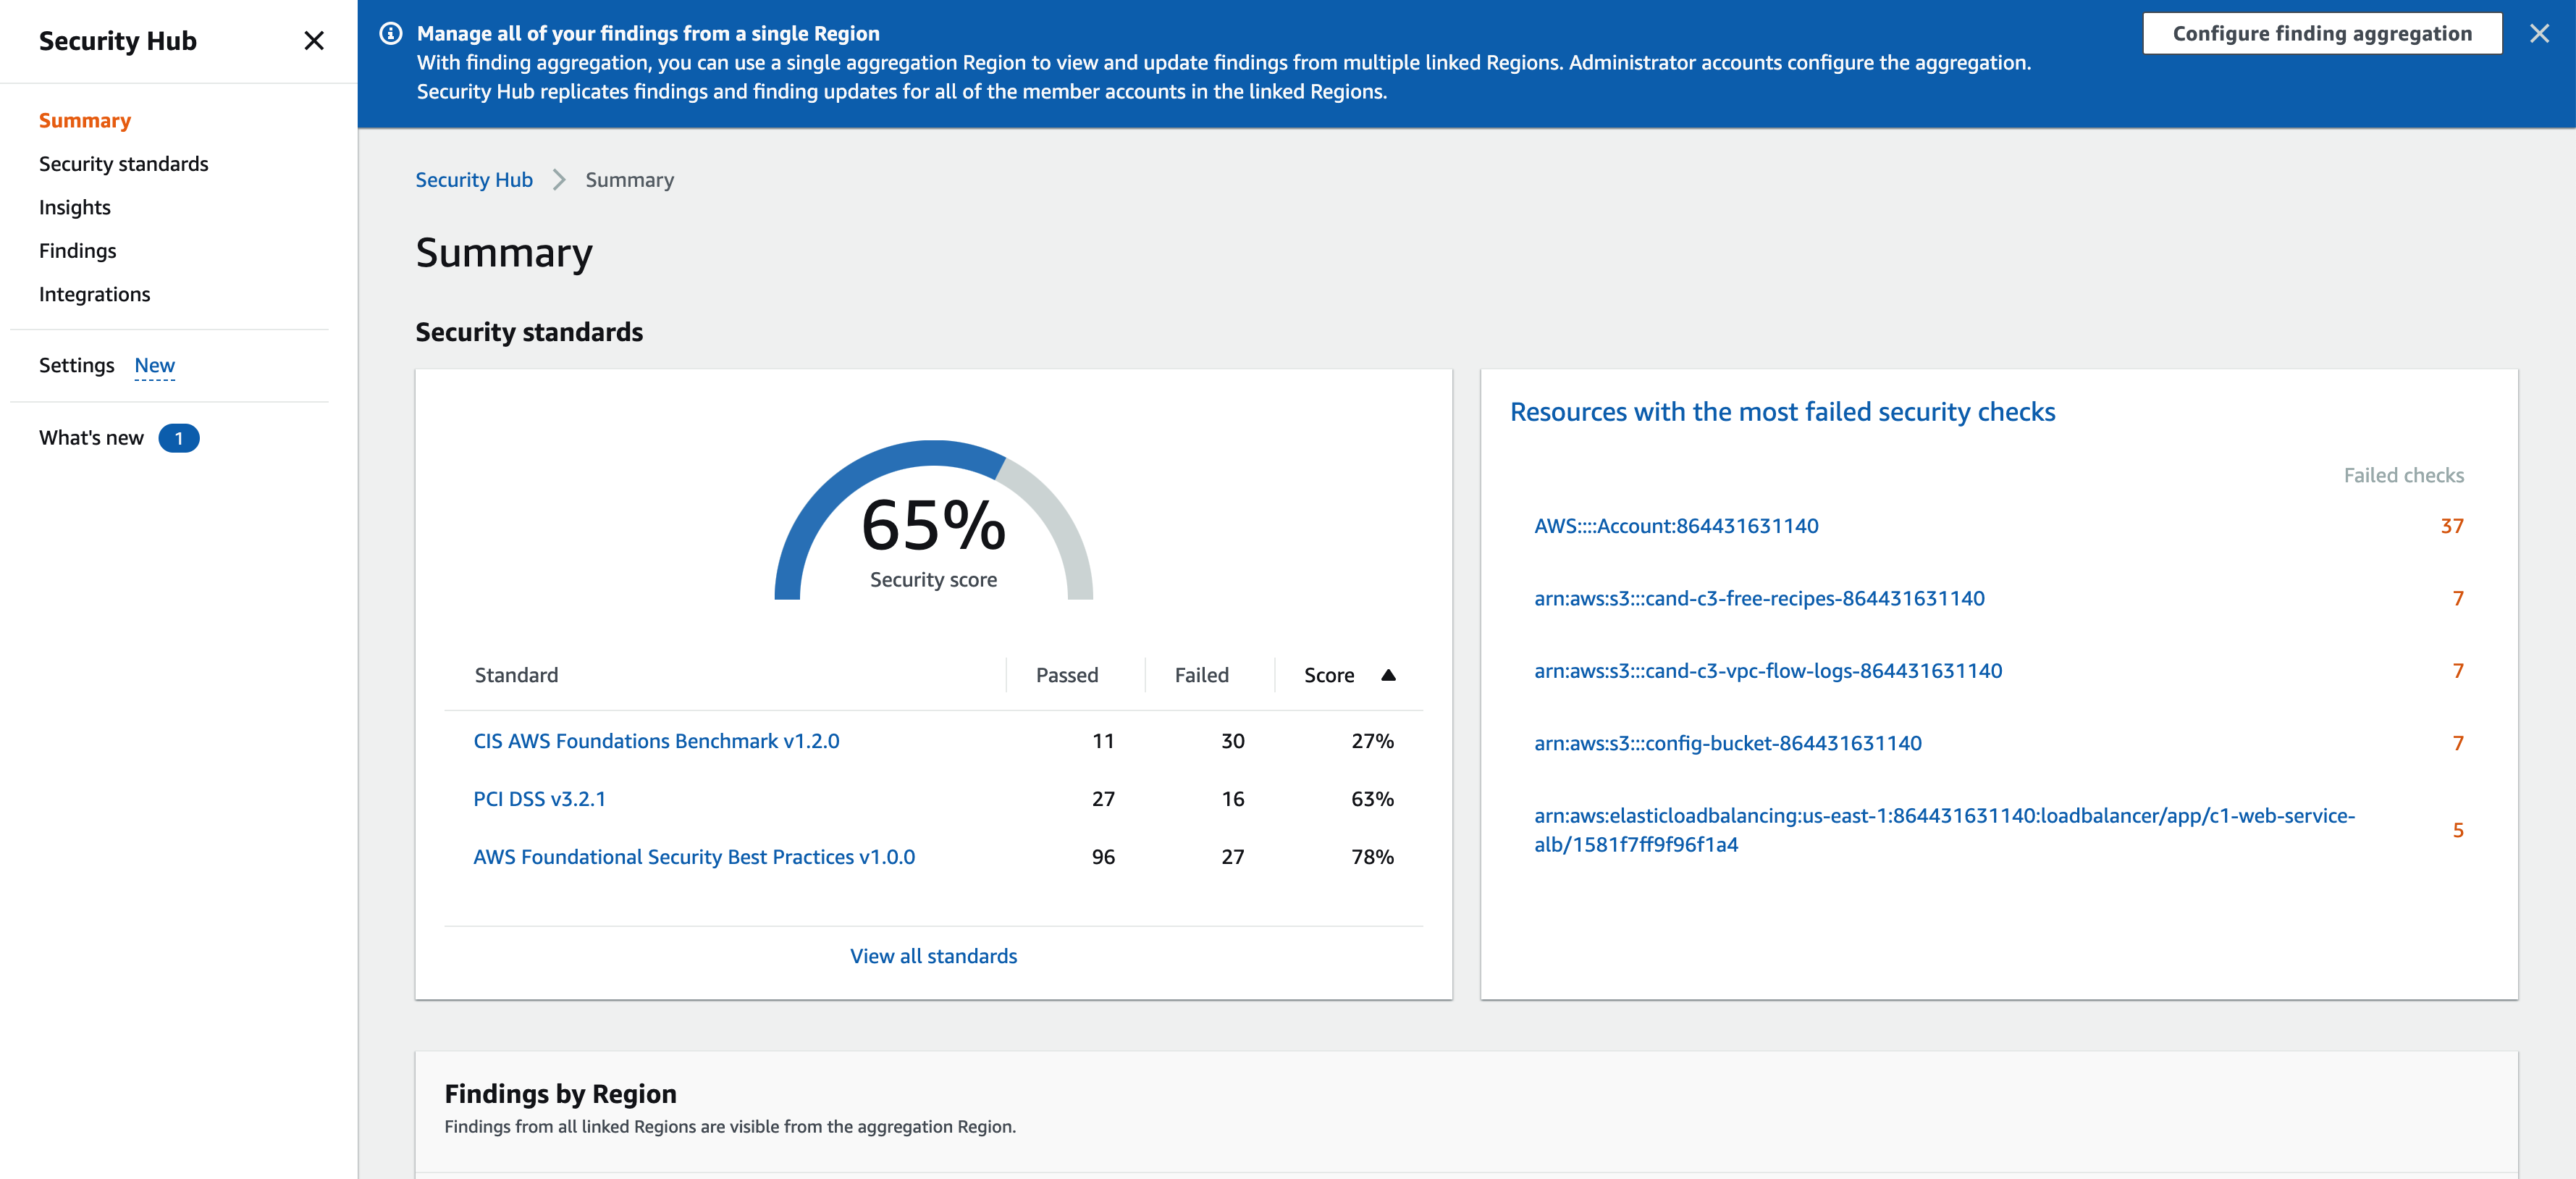 Security Hub
Summary
Security standards
Insights
Findings
Integrations
Settings New
What's new 1
Manage all of your findings from a single Region
With finding aggregation, you can use a single aggregation Region to view and update findings from multiple linked Regions. Administrator accounts configure the aggregation.
Security Hub replicates findings and finding updates for all of the member accounts in the linked Regions.
Configure finding aggregation
Security Hub Summary
Summary
Security standards
65%
Security score
Standard Passed Failed Score
CIS AWS Foundations Benchmark v1.2.0 11 30 27%
PCI DSS v3.2.1 27 16 63%
AWS Foundational Security Best Practices v1.0.0 96 27 78%
View all standards
Resources with the most failed security checks
Failed checks
AWS::::Account:864431631140 37
arn:aws:s3:::cand-c3-free-recipes-864431631140 7
arn:aws:s3:::cand-c3-vpc-flow-logs-864431631140 7
arn:aws:s3:::config-bucket-864431631140 7
arn:aws:elasticloadbalancing:us-east-1:864431631140:loadbalancer/app/c1-web-service-
alb/1581f7ff9f96f1a4 5
Findings by Region
Findings from all linked Regions are visible from the aggregation Region.